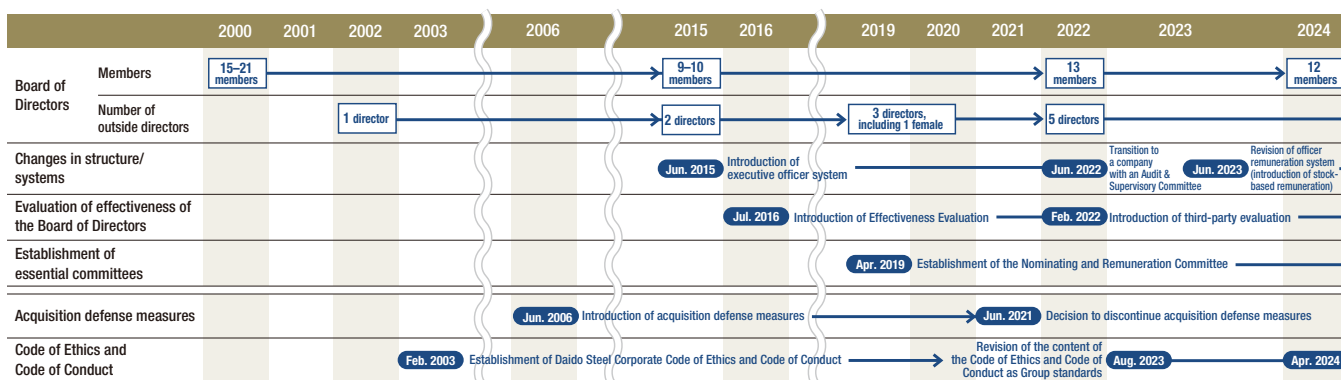 2000 2001 2002 2003 2006 2015 2016 2019 2020 2021 2022 2023 2024
Board of
Directors
Members
15–21
members
9–10
members
13
members
12
members
Number of
outside directors
1 director
2 directors
3 directors,
including 1 female
5 directors
Changes in structure/
systems
Jun. 2015
Introduction of
executive officer system
Jun. 2022
Transition to
a company
with an Audit &
Supervisory Committee
Jun. 2023
Revision of officer
remuneration system
(introduction of stock-
based remuneration)
Evaluation of effectiveness of
the Board of Directors
Jul. 2016
Introduction of Effectiveness Evaluation
Feb. 2022
Introduction of third-party evaluation
Establishment of
essential committees
Apr. 2019
Establishment of the Nominating and Remuneration Committee
Acquisition defense measures
Jun. 2006
Introduction of acquisition defense measures
Jun. 2021
Decision to discontinue acquisition defense measures
Code of Ethics and
Code of Conduct
Feb. 2003
Establishment of Daido Steel Corporate Code of Ethics and Code of Conduct
Revision of the content of
the Code of Ethics and Code of
Conduct as Group standards
Aug. 2023
Apr. 2024